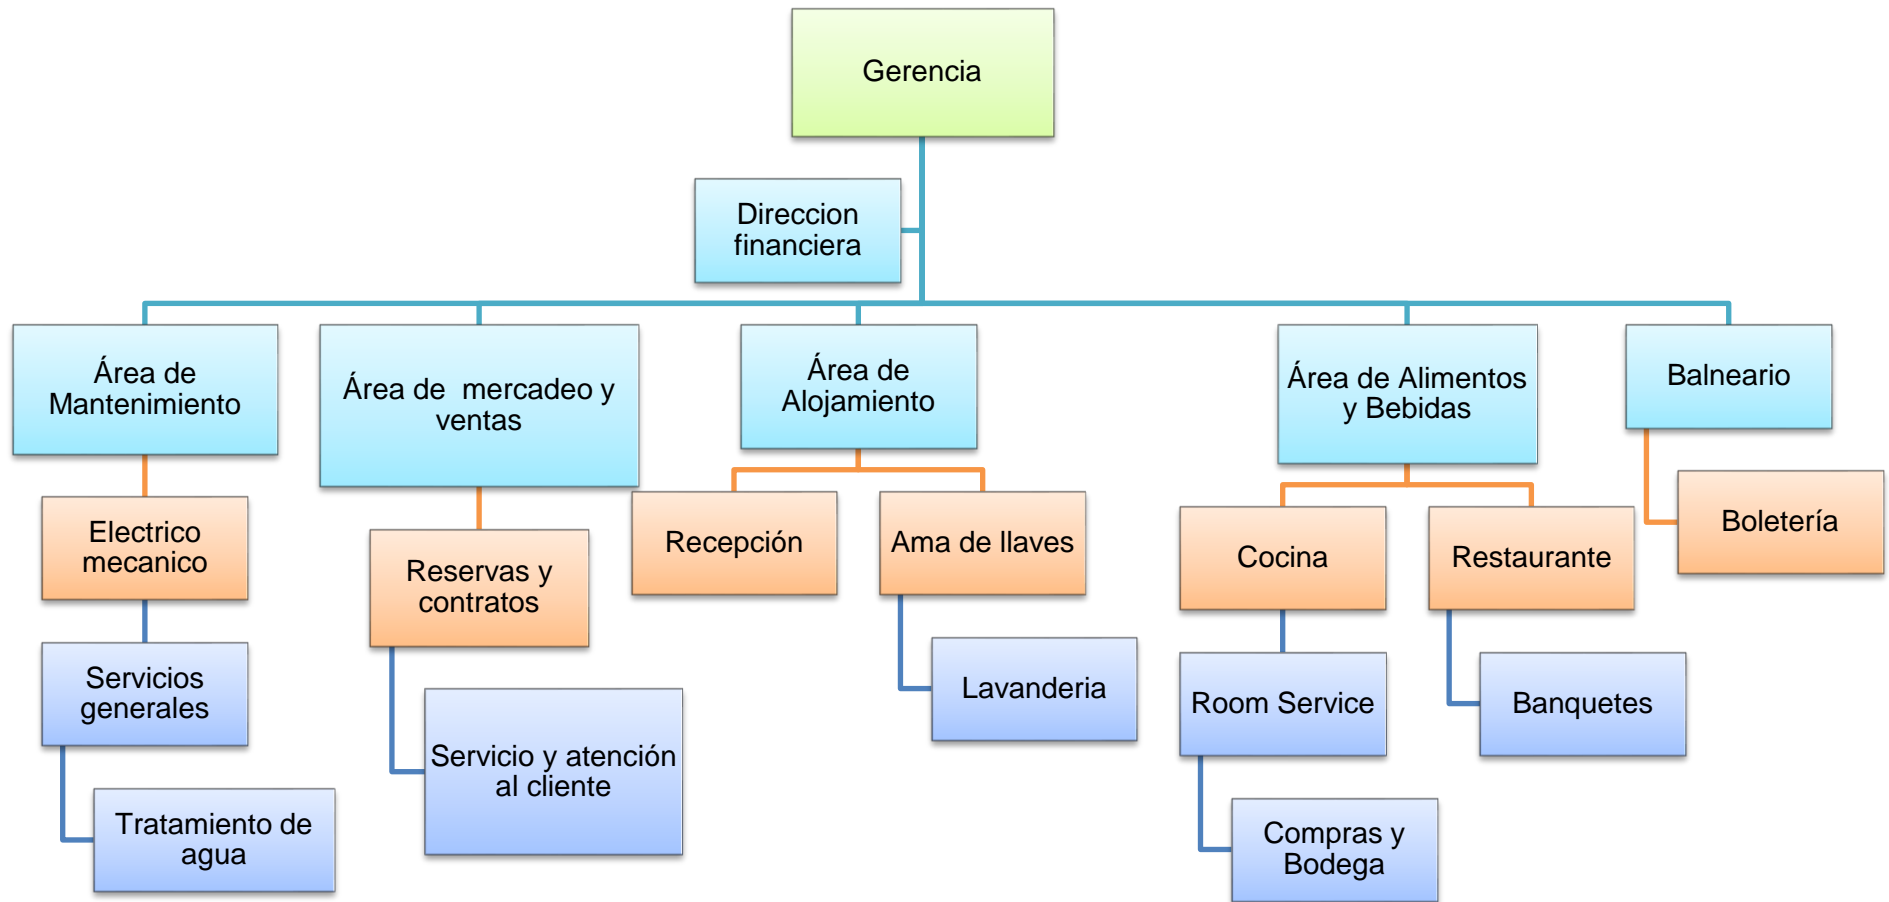 Gerencia
Direccion
financiera
Área de
Mantenimiento
Área de  mercadeo y
ventas
Área de
Alojamiento
Área de Alimentos
y Bebidas
Balneario
Electrico
mecanico
Reservas y
contratos
Recepción
Ama de llaves
Cocina
Restaurante
Boletería
Servicios
generales
Servicio y atención
al cliente
Lavanderia
Room Service
Banquetes
Tratamiento de
agua
Compras y
Bodega